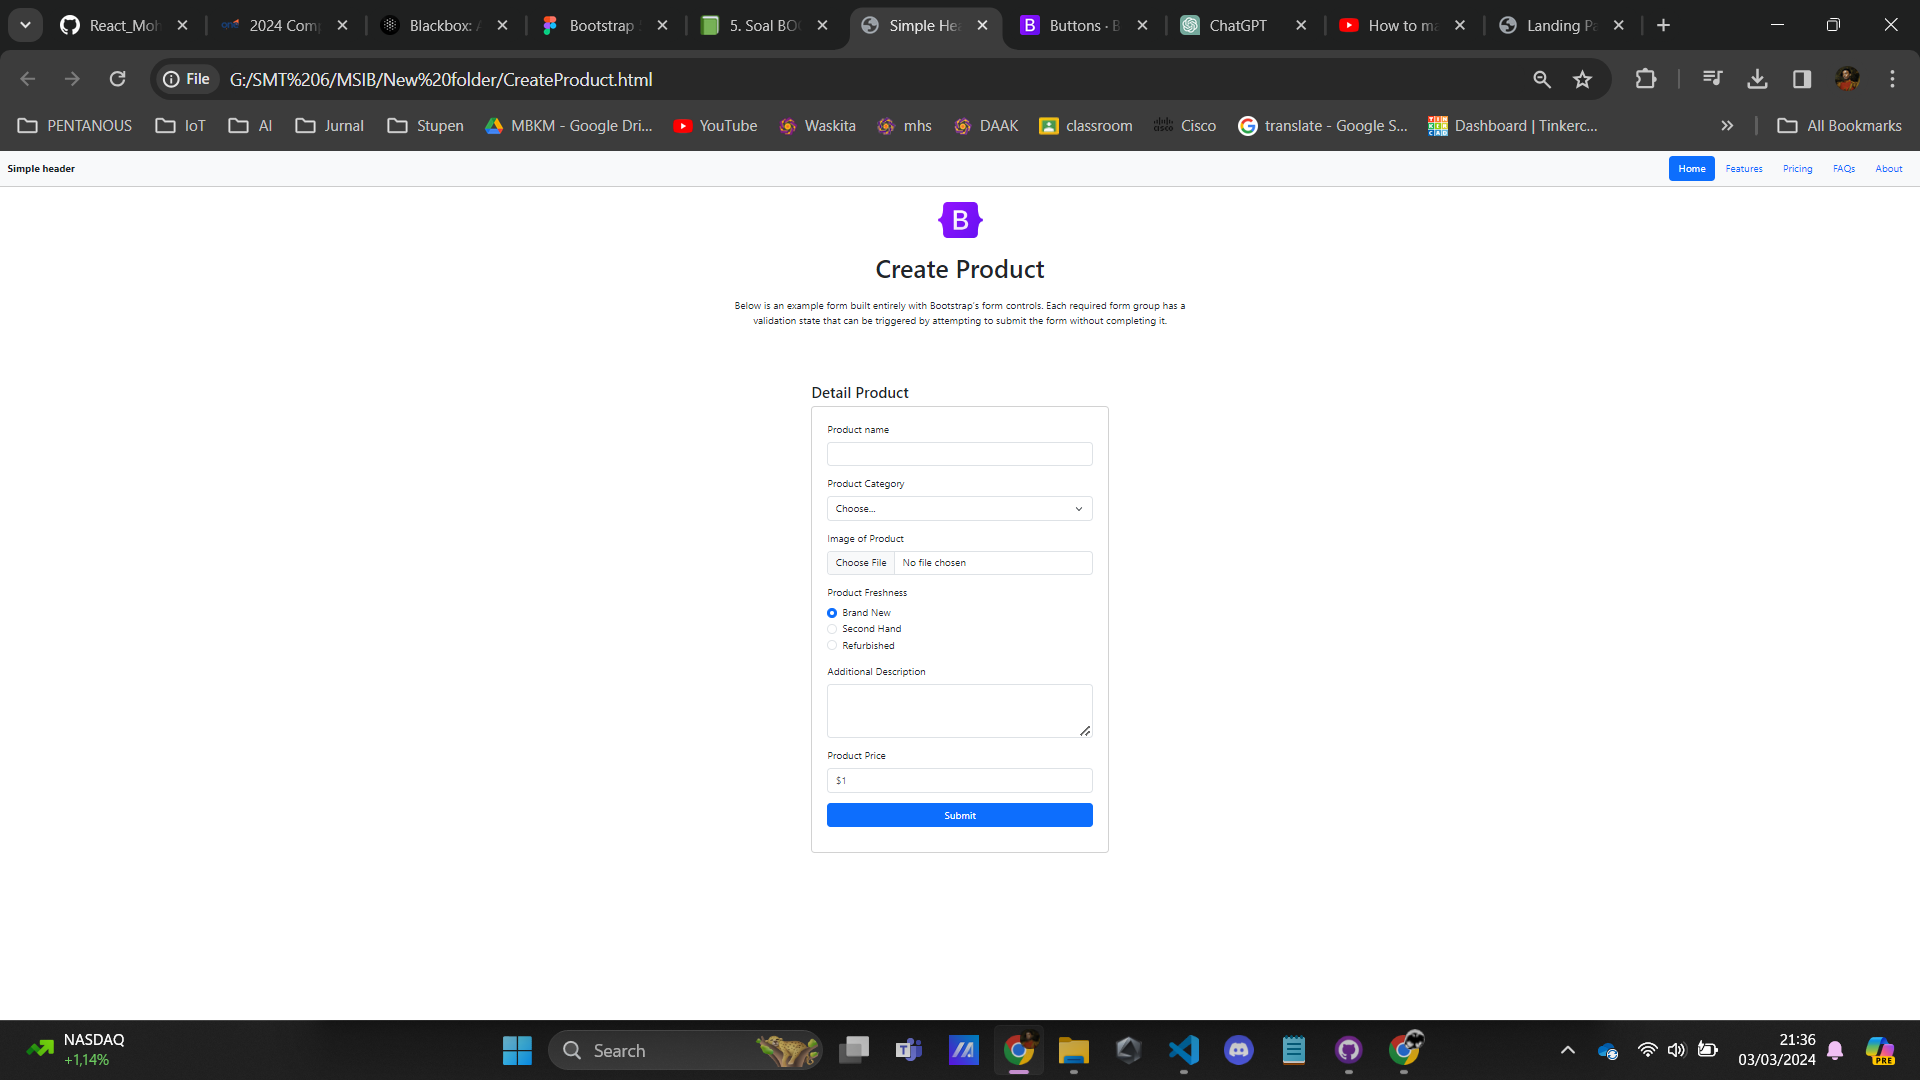 React_Moh
2024 Com
Blackbox: A
Bootstrap
5. Soal BO
Simple Hea
Buttons · B
ChatGPT
How to ma
Landing Pa
File
G:/SMT%206/MSIB/New%20folder/CreateProduct.html
PENTANOUS
IoT
AI
Jurnal
Stupen
MBKM - Google Dri...
YouTube
Waskita
mhs
DAAK
classroom
Cisco
translate - Google S...
Dashboard | Tinkerc...
All Bookmarks
Simple header
Home
Features
Pricing
FAQs
About
B
Create Product
Below is an example form built entirely with Bootstrap's form controls. Each required form group has a
validation state that can be triggered by attempting to submit the form without completing it.
Detail Product
Product name
Product Category
Choose...
Image of Product
Choose File
No file chosen
Product Freshness
Brand New
Second Hand
Refurbished
Additional Description
Product Price
$1
Submit
NASDAQ
+1,14%
Search
21:36
03/03/2024
PRE